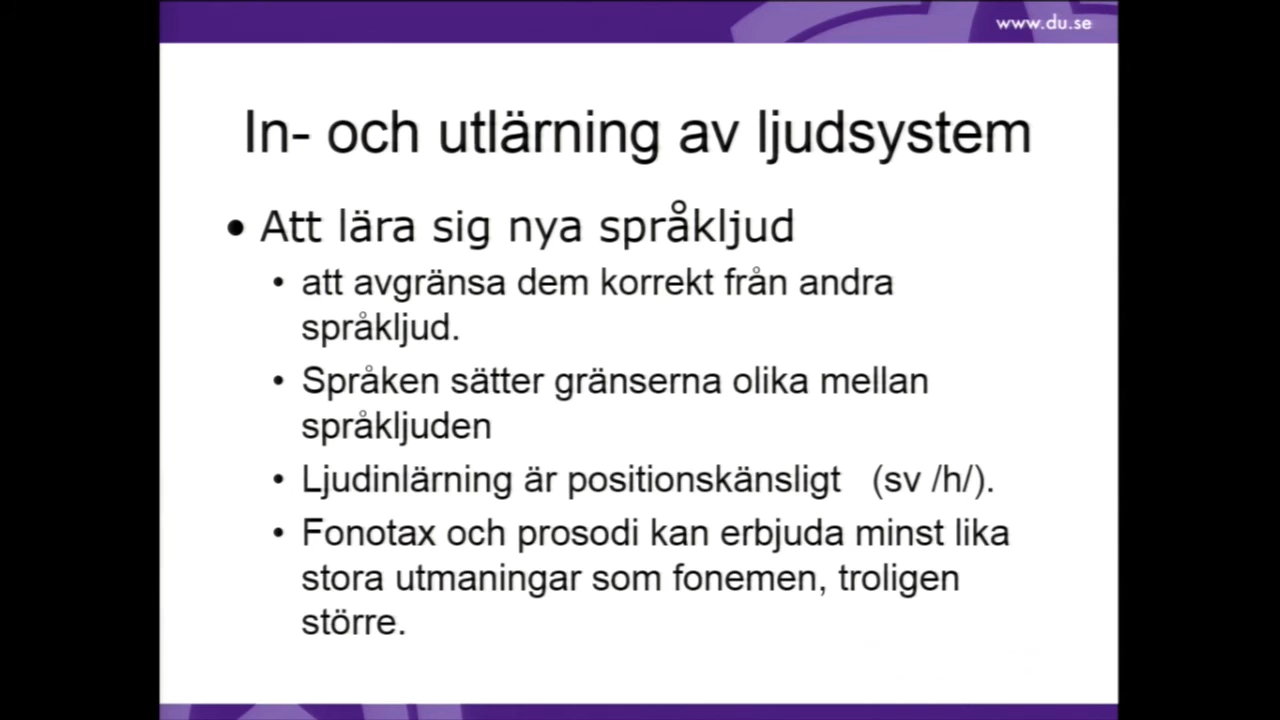 www.du.se
In- och utlärning av ljudsystem
• Att lära sig nya språkljud
• att avgränsa dem korrekt från andra
språkljud.
• Språken sätter gränserna olika mellan
språkljuden
• Ljudinlärning är positionskänsligt (sv /h/).
• Fonotax och prosodi kan erbjuda minst lika
stora utmaningar som fonemen, troligen
större.